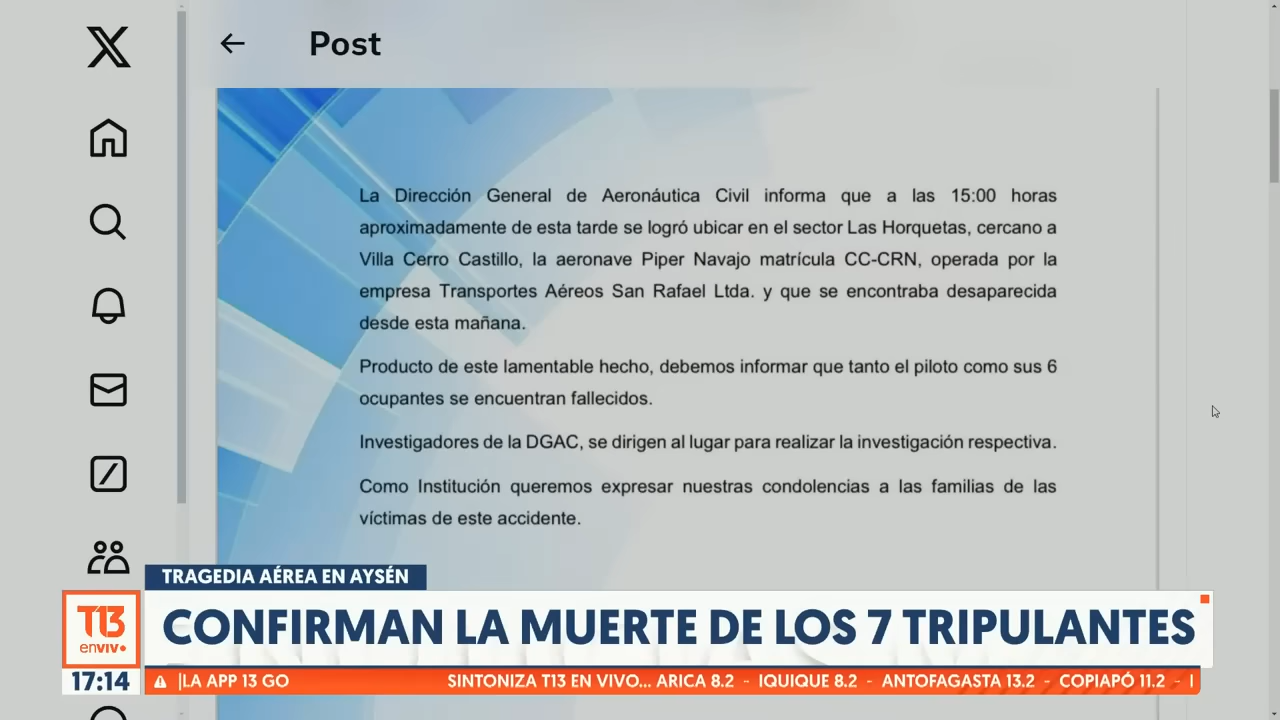 Post
La Dirección General de Aeronáutica Civil informa que a las 15:00 horas
aproximadamente de esta tarde se logró ubicar en el sector Las Horquetas, cercano a
Villa Cerro Castillo, la aeronave Piper Navajo matrícula CC-CRN, operada por la
empresa Transportes Aéreos San Rafael Ltda. y que se encontraba desaparecida
desde esta mañana.
Producto de este lamentable hecho, debemos informar que tanto el piloto como sus 6
ocupantes se encuentran fallecidos.
Investigadores de la DGAC, se dirigen al lugar para realizar la investigación respectiva.
Como Institución queremos expresar nuestras condolencias a las familias de las
víctimas de este accidente.
TRAGEDIA AÉREA EN AYSÉN
T13
en VIVO
CONFIRMAN LA MUERTE DE LOS 7 TRIPULANTES
17:14
LA APP 13 GO SINTONIZA T13 EN VIVO... ARICA 8.2 - IQUIQUE 8.2 - ANTOFAGASTA 13.2 - COPIAPÓ 11.2 -